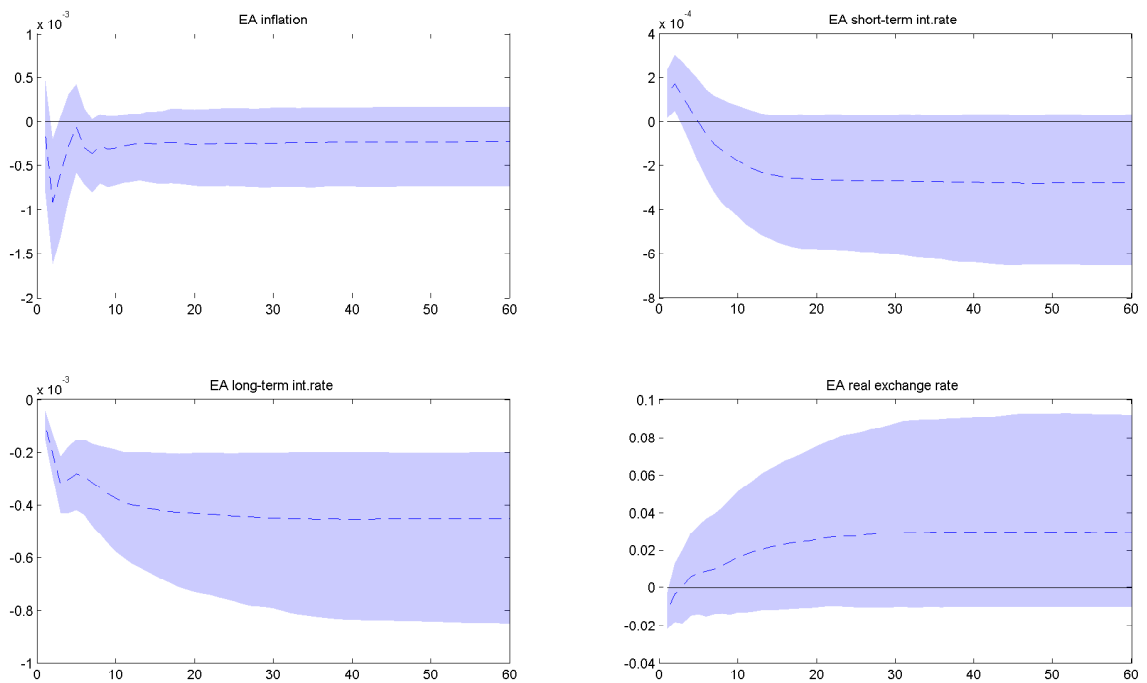 EA inflation
x 10^-3
1
0.5
0
-0.5
-1
-1.5
-2
0 10 20 30 40 50 60
EA short-term int.rate
x 10^-4
4
2
0
-2
-4
-6
-8
0 10 20 30 40 50 60
EA long-term int.rate
x 10^-3
0
-0.2
-0.4
-0.6
-0.8
-1
0 10 20 30 40 50 60
EA real exchange rate
0.1
0.08
0.06
0.04
0.02
0
-0.02
-0.04
0 10 20 30 40 50 60